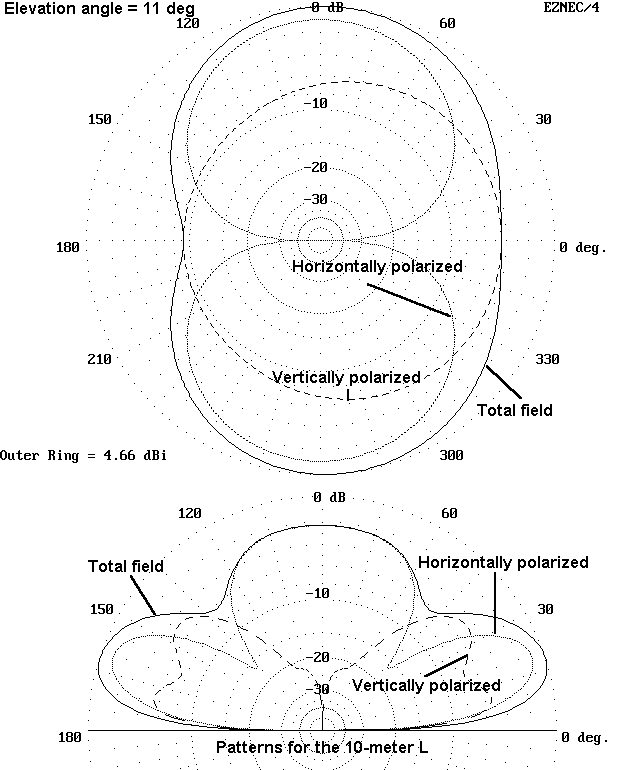 Elevation angle = 11 deg
0 dB
EZNEC/4
120
60
-10
150
30
-20
-30
180
0 deg.
Horizontally polarized
210
330
Vertically polarized
Total field
Outer Ring = 4.66 dBi
300
0 dB
120
60
Total field
Horizontally polarized
-10
150
30
-20
Vertically polarized
-30
180
0 deg.
Patterns for the 10-meter L